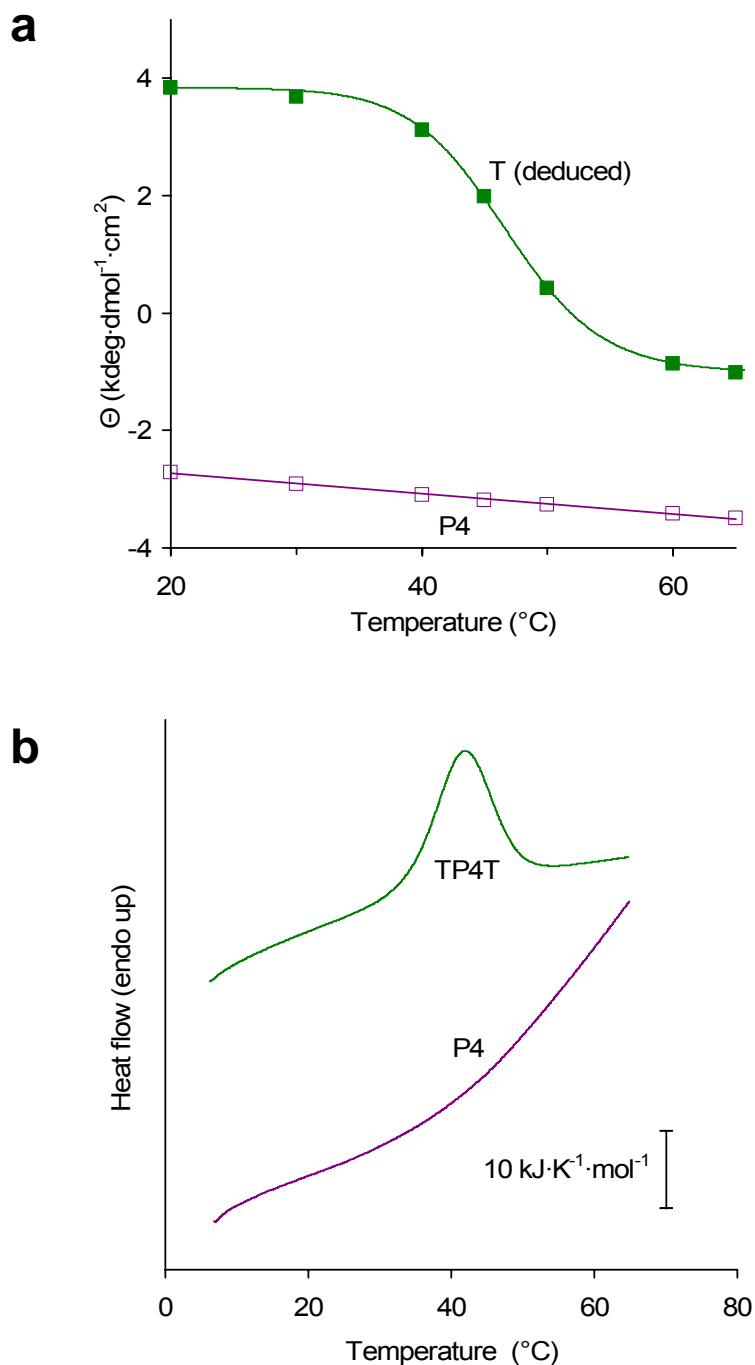 a
4
2
0
-2
-4
Θ (kdeg·dmol⁻¹·cm²)
T (deduced)
P4
20
40
60
Temperature (°C)
b
Heat flow (endo up)
TP4T
P4
10 kJ·K⁻¹·mol⁻¹
0
20
40
60
80
Temperature (°C)